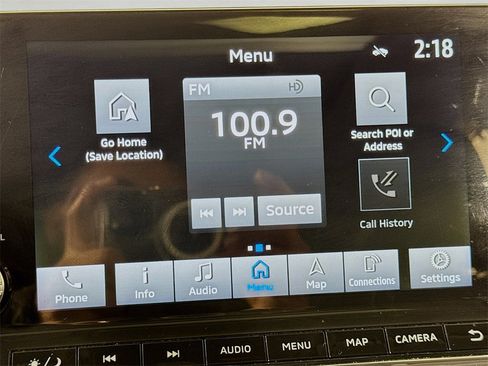 Menu
2:18
FM
HD
100.9
FM
Source
Go Home
(Save Location)
Search POI or
Address
Call History
Phone
Info
Audio
Menu
Map
Connections
Settings
AUDIO
MENU
MAP
CAMERA